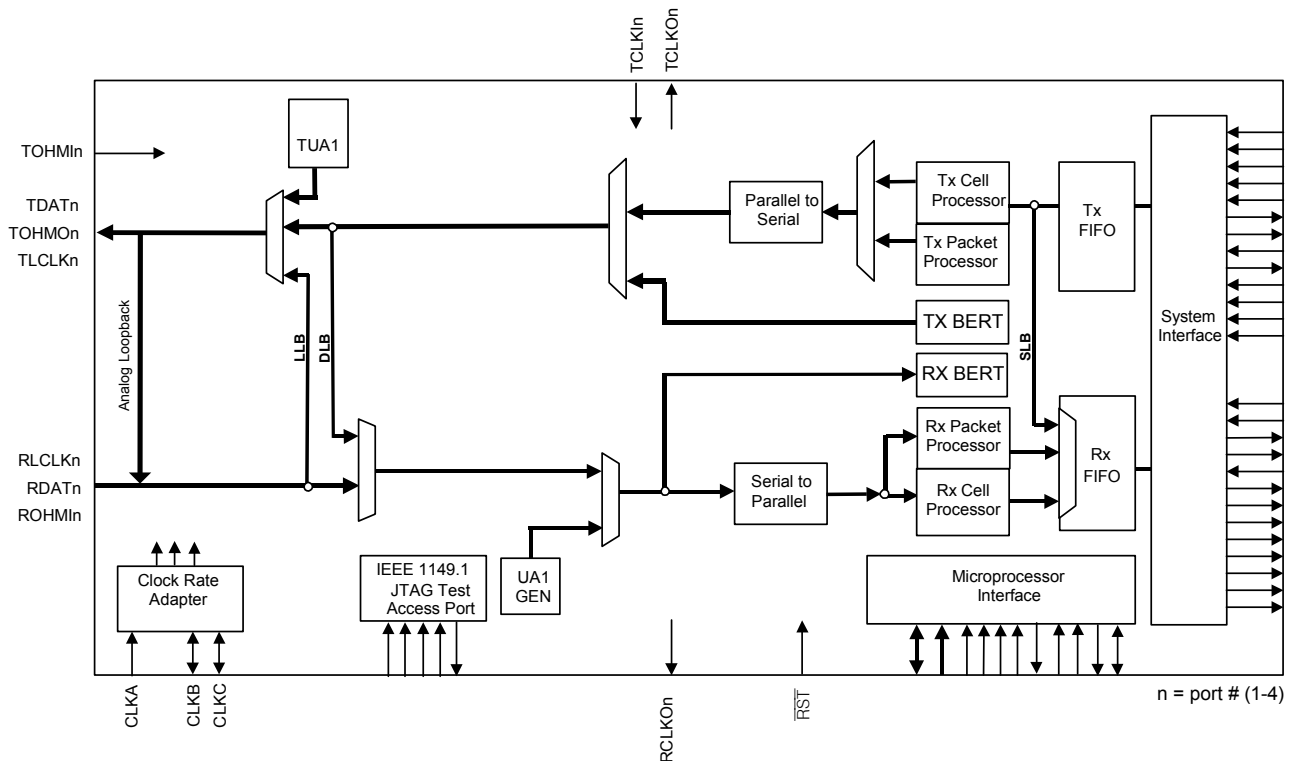 TCLKIn
TCLKOn
TOHMIn
TDATn
TOHMOn
TLCLKn
TUA1
Parallel to
Serial
Tx Cell
Processor
Tx Packet
Processor
Tx
FIFO
System
Interface
TX BERT
RX BERT
Analog Loopback
LLB
DLB
SLB
RLCLKn
RDATn
ROHMIn
Serial to
Parallel
Rx Packet
Processor
Rx Cell
Processor
Rx
FIFO
Clock Rate
Adapter
IEEE 1149.1
JTAG Test
Access Port
UA1
GEN
Microprocessor
Interface
CLKA
CLKB
CLKC
RCLKOn
RST
n = port # (1-4)